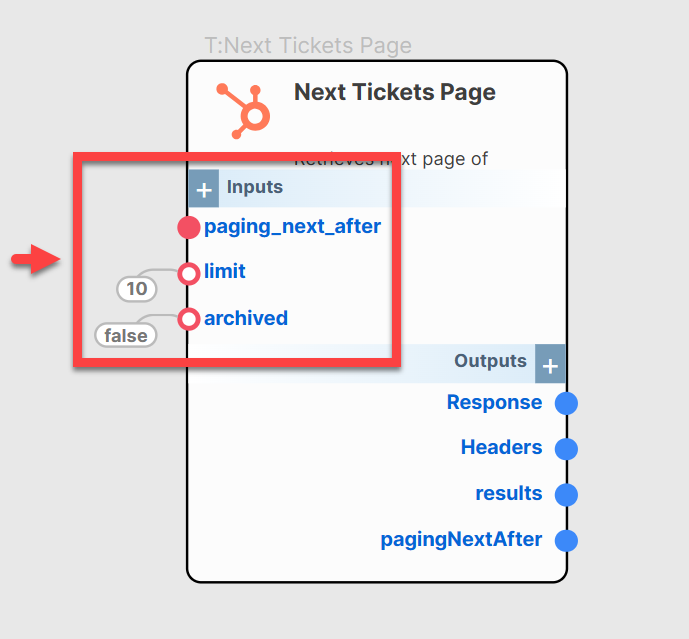 T:Next Tickets Page
Next Tickets Page
Retrieves next page of
+ Inputs
paging_next_after
limit
10
archived
false
Outputs +
Response
Headers
results
pagingNextAfter